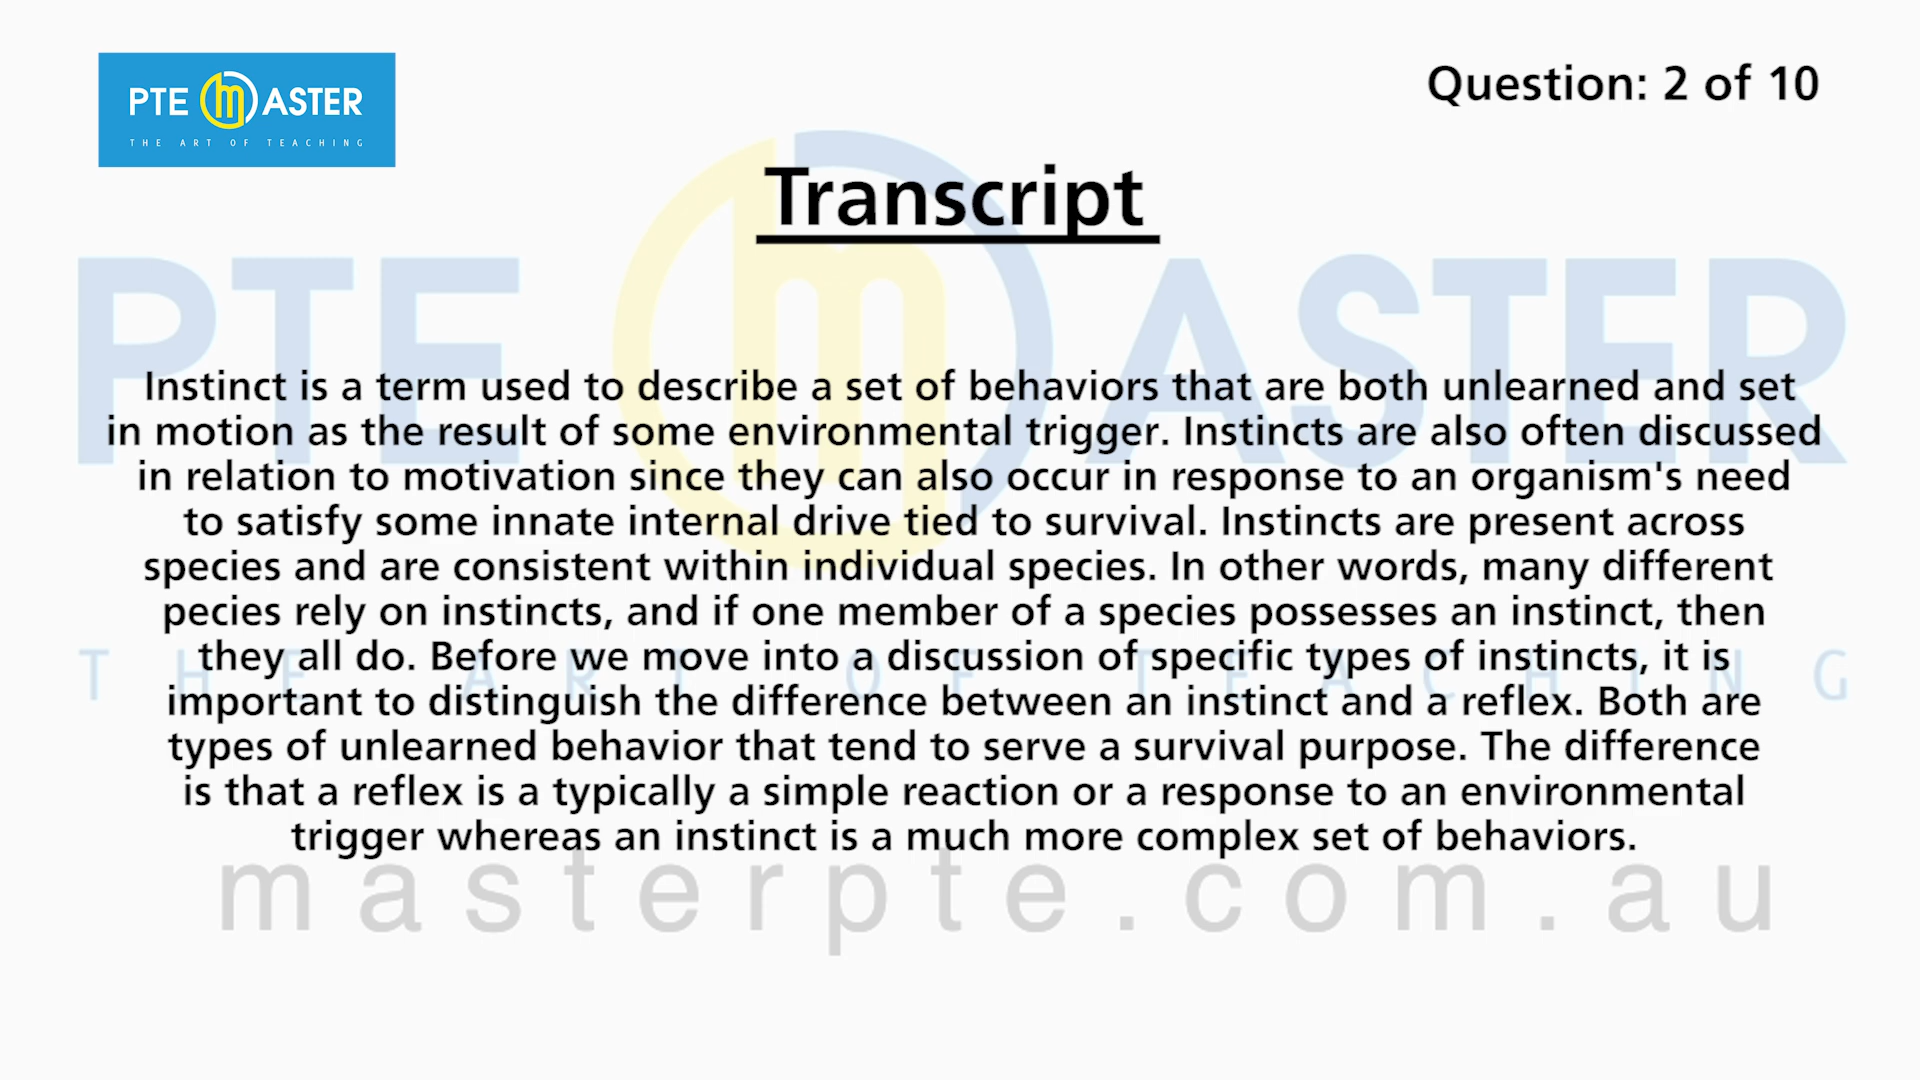 PTE MASTER
THE ART OF TEACHING
Question: 2 of 10
Transcript
PTE MASTER
Instinct is a term used to describe a set of behaviors that are both unlearned and set
in motion as the result of some environmental trigger. Instincts are also often discussed
in relation to motivation since they can also occur in response to an organism's need
to satisfy some innate internal drive tied to survival. Instincts are present across
species and are consistent within individual species. In other words, many different
pecies rely on instincts, and if one member of a species possesses an instinct, then
they all do. Before we move into a discussion of specific types of instincts, it is
important to distinguish the difference between an instinct and a reflex. Both are
types of unlearned behavior that tend to serve a survival purpose. The difference
is that a reflex is a typically a simple reaction or a response to an environmental
trigger whereas an instinct is a much more complex set of behaviors.
THE ART OF TEACHING
masterpte.com.au